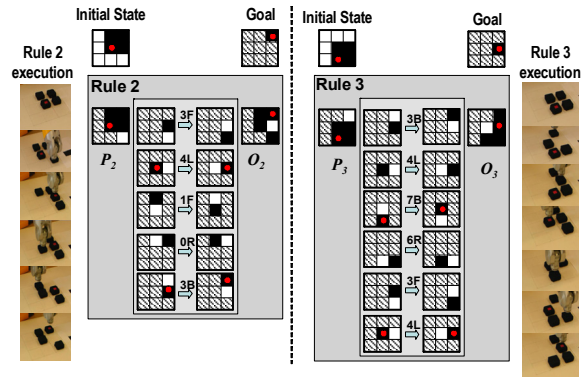 Initial State
Goal
Rule 2
execution
Rule 2
P2
O2
3F
4L
1F
0R
3B
Initial State
Goal
Rule 3
execution
Rule 3
P3
O3
3B
4L
7B
6R
3F
4L